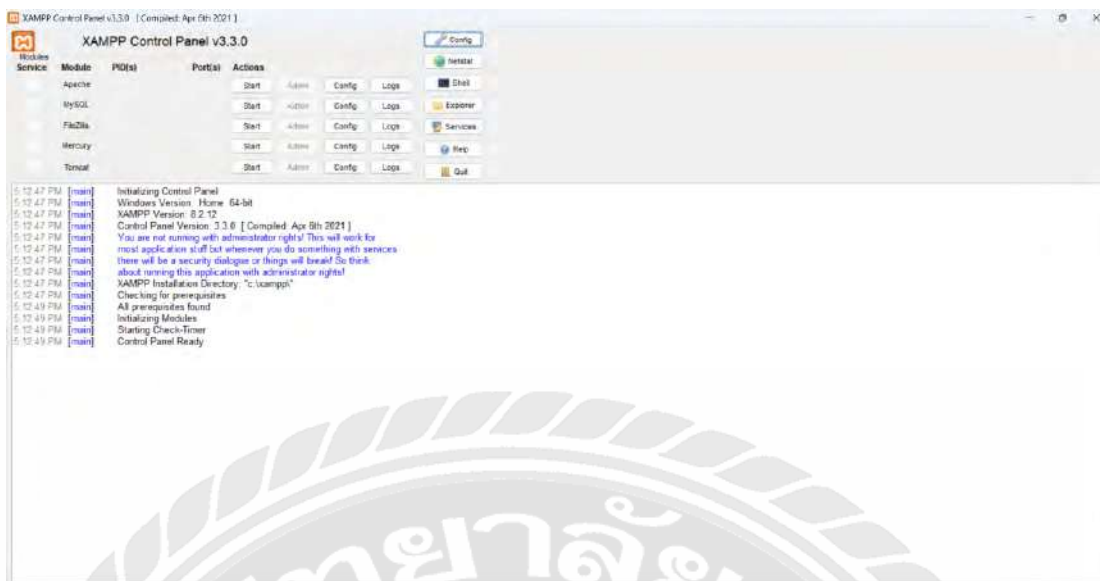 XAMPP Control Panel v3.3.0 [ Compiled: Apr 6th 2021 ]
XAMPP Control Panel v3.3.0
Config
Modules
Service Module PID(s) Port(s) Actions
Netstat
Apache Start Admin Config Logs
Shell
MySQL Start Admin Config Logs
Explorer
FileZilla Start Admin Config Logs
Services
Mercury Start Admin Config Logs
Help
Tomcat Start Admin Config Logs
Quit
5:12:47 PM [main] Initializing Control Panel
5:12:47 PM [main] Windows Version: Home 64-bit
5:12:47 PM [main] XAMPP Version: 8.2.12
5:12:47 PM [main] Control Panel Version: 3.3.0 [ Compiled: Apr 6th 2021 ]
5:12:47 PM [main] You are not running with administrator rights! This will work for
5:12:47 PM [main] most application stuff but whenever you do something with services
5:12:47 PM [main] there will be a security dialogue or things will break! So think
5:12:47 PM [main] about running this application with administrator rights!
5:12:47 PM [main] XAMPP Installation Directory: "c:\xampp\"
5:12:47 PM [main] Checking for prerequisites
5:12:49 PM [main] All prerequisites found
5:12:49 PM [main] Initializing Modules
5:12:49 PM [main] Starting Check-Timer
5:12:49 PM [main] Control Panel Ready